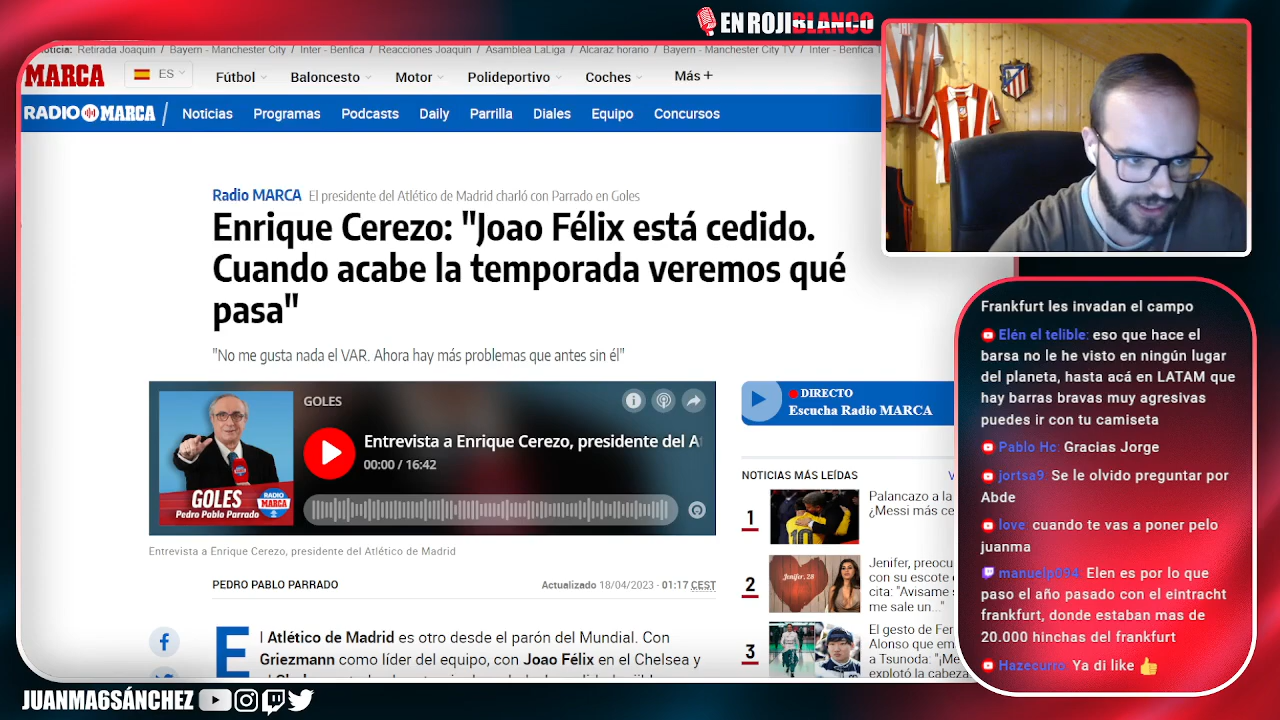 EN ROJIBLANCO
noticia: Retirada Joaquin / Bayern - Manchester City / Inter - Benfica / Reacciones Joaquin / Asamblea LaLiga / Alcaraz horario / Bayern - Manchester City TV / Inter - Benfica
MARCA ES Fútbol Baloncesto Motor Polideportivo Coches Más +
RADIO MARCA Noticias Programas Podcasts Daily Parrilla Diales Equipo Concursos
Radio MARCA El presidente del Atlético de Madrid charló con Parrado en Goles
Enrique Cerezo: "Joao Félix está cedido.
Cuando acabe la temporada veremos qué
pasa"
"No me gusta nada el VAR. Ahora hay más problemas que antes sin él"
GOLES
Entrevista a Enrique Cerezo, presidente del A
00:00 / 16:42
GOLES
Pedro Pablo Parrado
RADIO MARCA
Entrevista a Enrique Cerezo, presidente del Atlético de Madrid
PEDRO PABLO PARRADO
Actualizado 18/04/2023 - 01:17 CEST
El Atlético de Madrid es otro desde el parón del Mundial. Con
Griezmann como líder del equipo, con Joao Félix en el Chelsea y
DIRECTO
Escucha Radio MARCA
NOTICIAS MÁS LEÍDAS
1
10
Palancazo a la
¿Messi más ce
2
Jenifer, 28
Jenifer, preocu
con su escote
cita: "Avisame s
me sale un..."
3
El gesto de Fer
Alonso que em
a Tsunoda: "¡Me
explotó la cabeza
Frankfurt les invadan el campo
Elén el telible: eso que hace el
barsa no le he visto en ningún lugar
del planeta, hasta acá en LATAM que
hay barras bravas muy agresivas
puedes ir con tu camiseta
Pablo Hc: Gracias Jorge
jortsa9: Se le olvido preguntar por
Abde
love: cuando te vas a poner pelo
juanma
manuelp094: Elen es por lo que
paso el año pasado con el eintracht
frankfurt, donde estaban mas de
20.000 hinchas del frankfurt
Hazecurro: Ya di like 👍
JUANMA6SÁNCHEZ